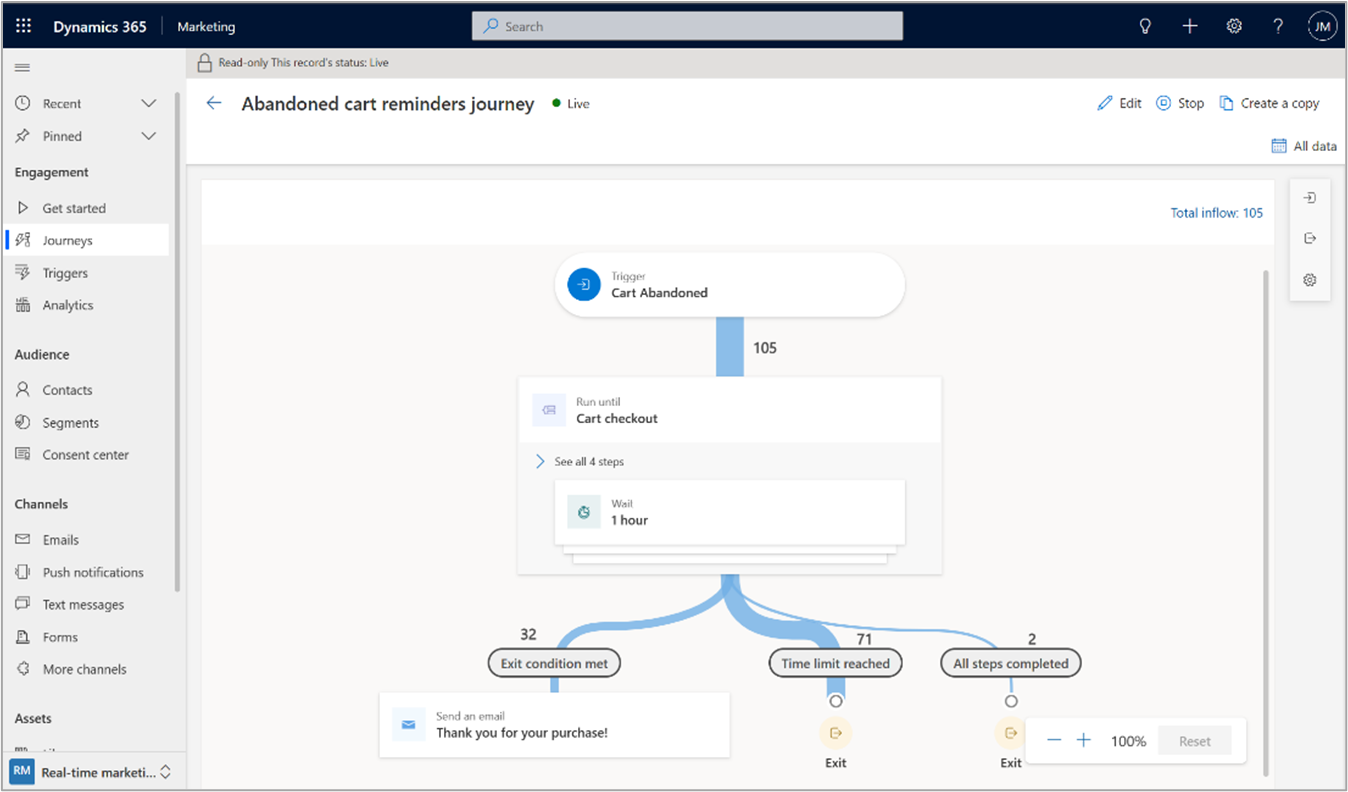 Dynamics 365
Marketing
Search
JM
Read-only This record's status: Live
Recent
Pinned
Engagement
Get started
Journeys
Triggers
Analytics
Audience
Contacts
Segments
Consent center
Channels
Emails
Push notifications
Text messages
Forms
More channels
Assets
RM
Real-time marketi...
Abandoned cart reminders journey
Live
Edit
Stop
Create a copy
All data
Total inflow: 105
Trigger
Cart Abandoned
105
Run until
Cart checkout
See all 4 steps
Wait
1 hour
32
71
2
Exit condition met
Time limit reached
All steps completed
Send an email
Thank you for your purchase!
Exit
Exit
100%
Reset